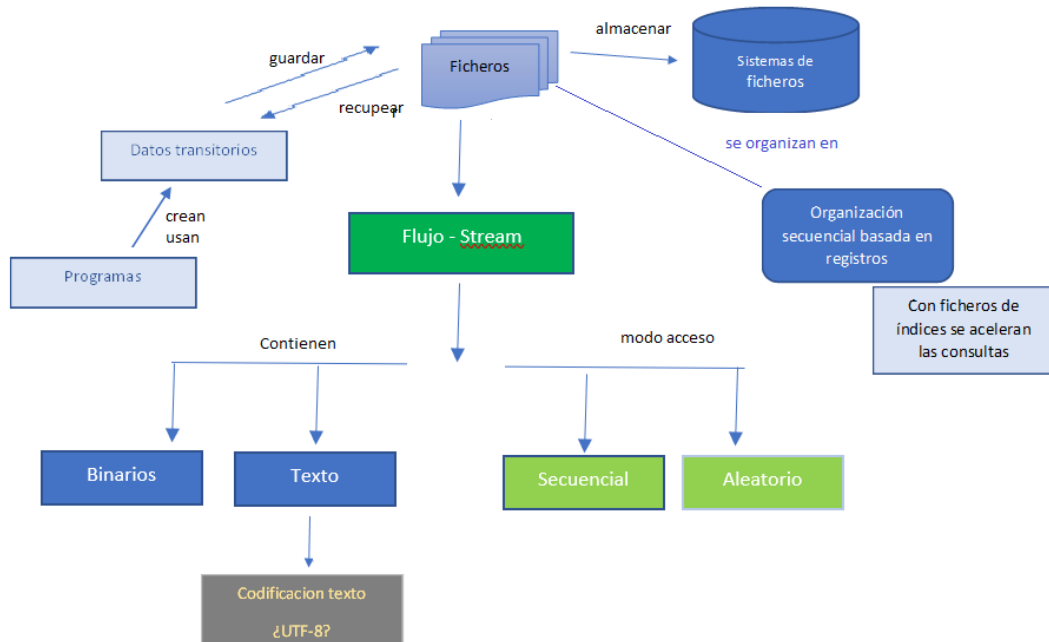 almacenar
guardar
Ficheros
Sistemas de
ficheros
recupear
Datos transitorios
se organizan en
crean
usan
Organización
secuencial basada en
registros
Flujo - Stream
Programas
Con ficheros de
índices se aceleran
las consultas
Contienen
modo acceso
Binarios
Texto
Secuencial
Aleatorio
Codificacion texto
¿UTF-8?